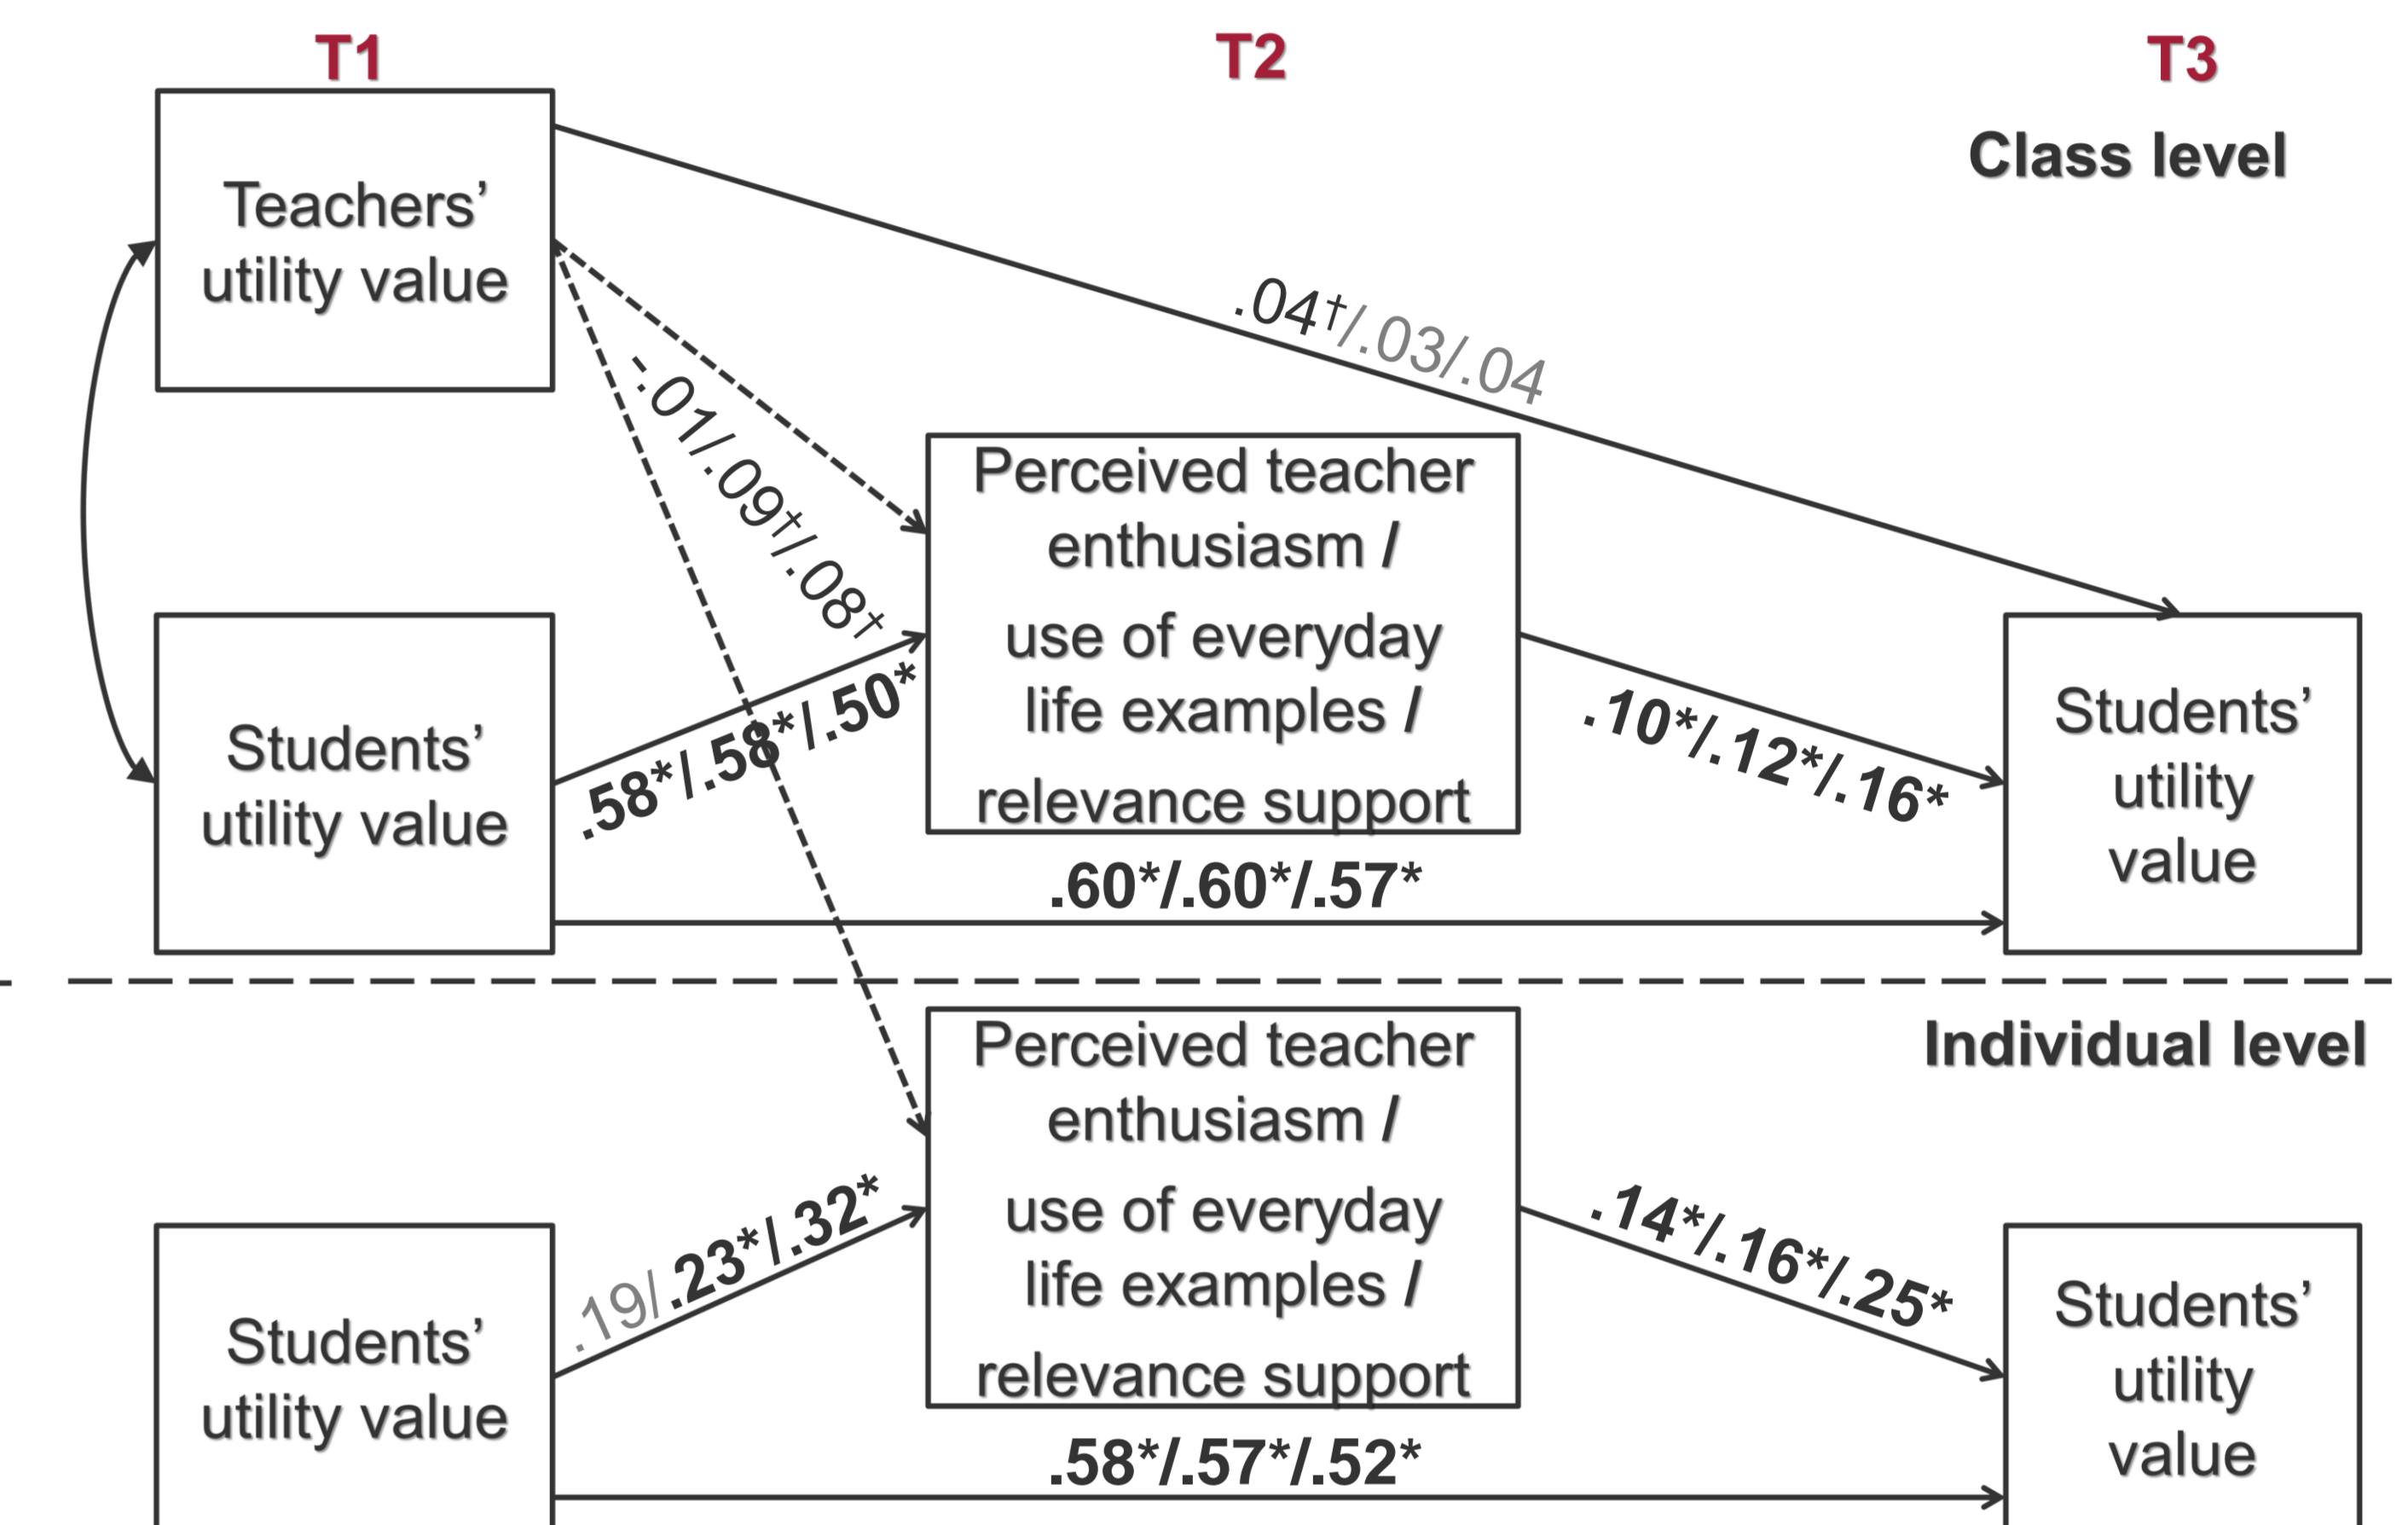 T1
T2
T3
Class level
Teachers’
utility value
.04†/.03/.04
-.01/.09†/.08†
Perceived teacher
enthusiasm /
use of everyday
life examples /
relevance support
Students’
utility value
.58*/.58*/.50*
.10*/.12*/.16*
Students’
utility
value
.60*/.60*/.57*
Individual level
Perceived teacher
enthusiasm /
use of everyday
life examples /
relevance support
Students’
utility value
.19/.23*/.32*
.14*/.16*/.25*
Students’
utility
value
.58*/.57*/.52*